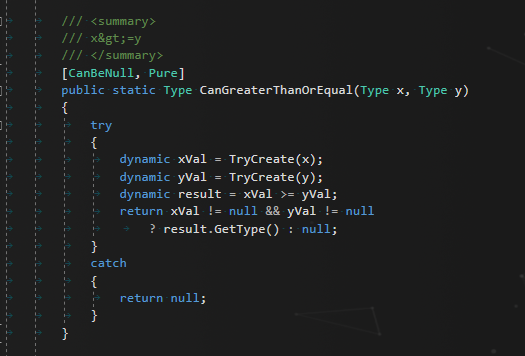 /// <summary>
/// x&gt;=y
/// </summary>
[CanBeNull, Pure]
public static Type CanGreaterThanOrEqual(Type x, Type y)
{
try
{
dynamic xVal = TryCreate(x);
dynamic yVal = TryCreate(y);
dynamic result = xVal >= yVal;
return xVal != null && yVal != null
? result.GetType() : null;
}
catch
{
return null;
}
}